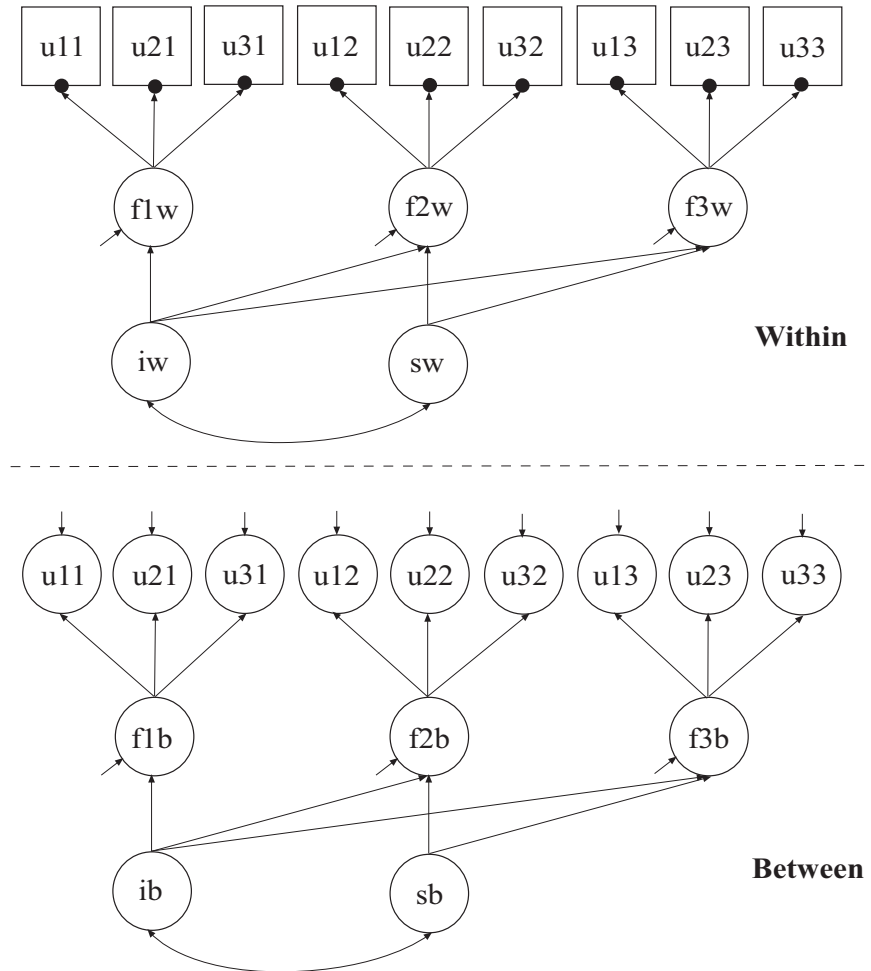 u11 u21 u31 u12 u22 u32 u13 u23 u33
f1w f2w f3w
iw sw
Within
u11 u21 u31 u12 u22 u32 u13 u23 u33
f1b f2b f3b
ib sb
Between